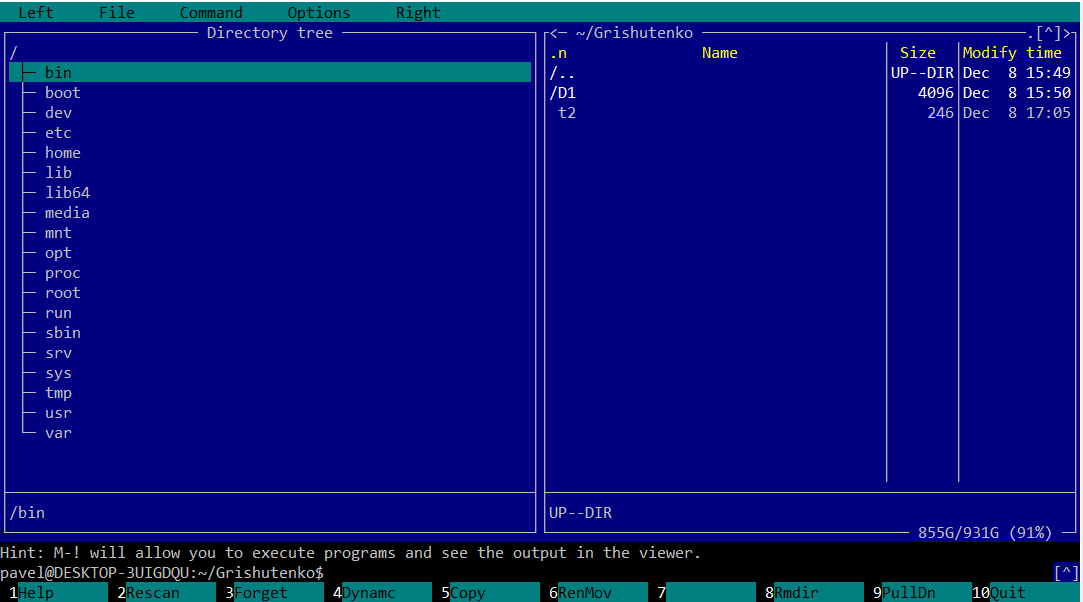 Left File Command Options Right
Directory tree
/
bin
boot
dev
etc
home
lib
lib64
media
mnt
opt
proc
root
run
sbin
srv
sys
tmp
usr
var
/bin
<─ ~/Grishutenko ─.[^]>
.n Name Size Modify time
/.. UP--DIR Dec 8 15:49
/D1 4096 Dec 8 15:50
t2 246 Dec 8 17:05
UP--DIR
855G/931G (91%)
Hint: M-! will allow you to execute programs and see the output in the viewer.
pavel@DESKTOP-3UIGDQU:~/Grishutenko$ [^]
1Help 2Rescan 3Forget 4Dynamc 5Copy 6RenMov 7 8Rmdir 9PullDn 10Quit